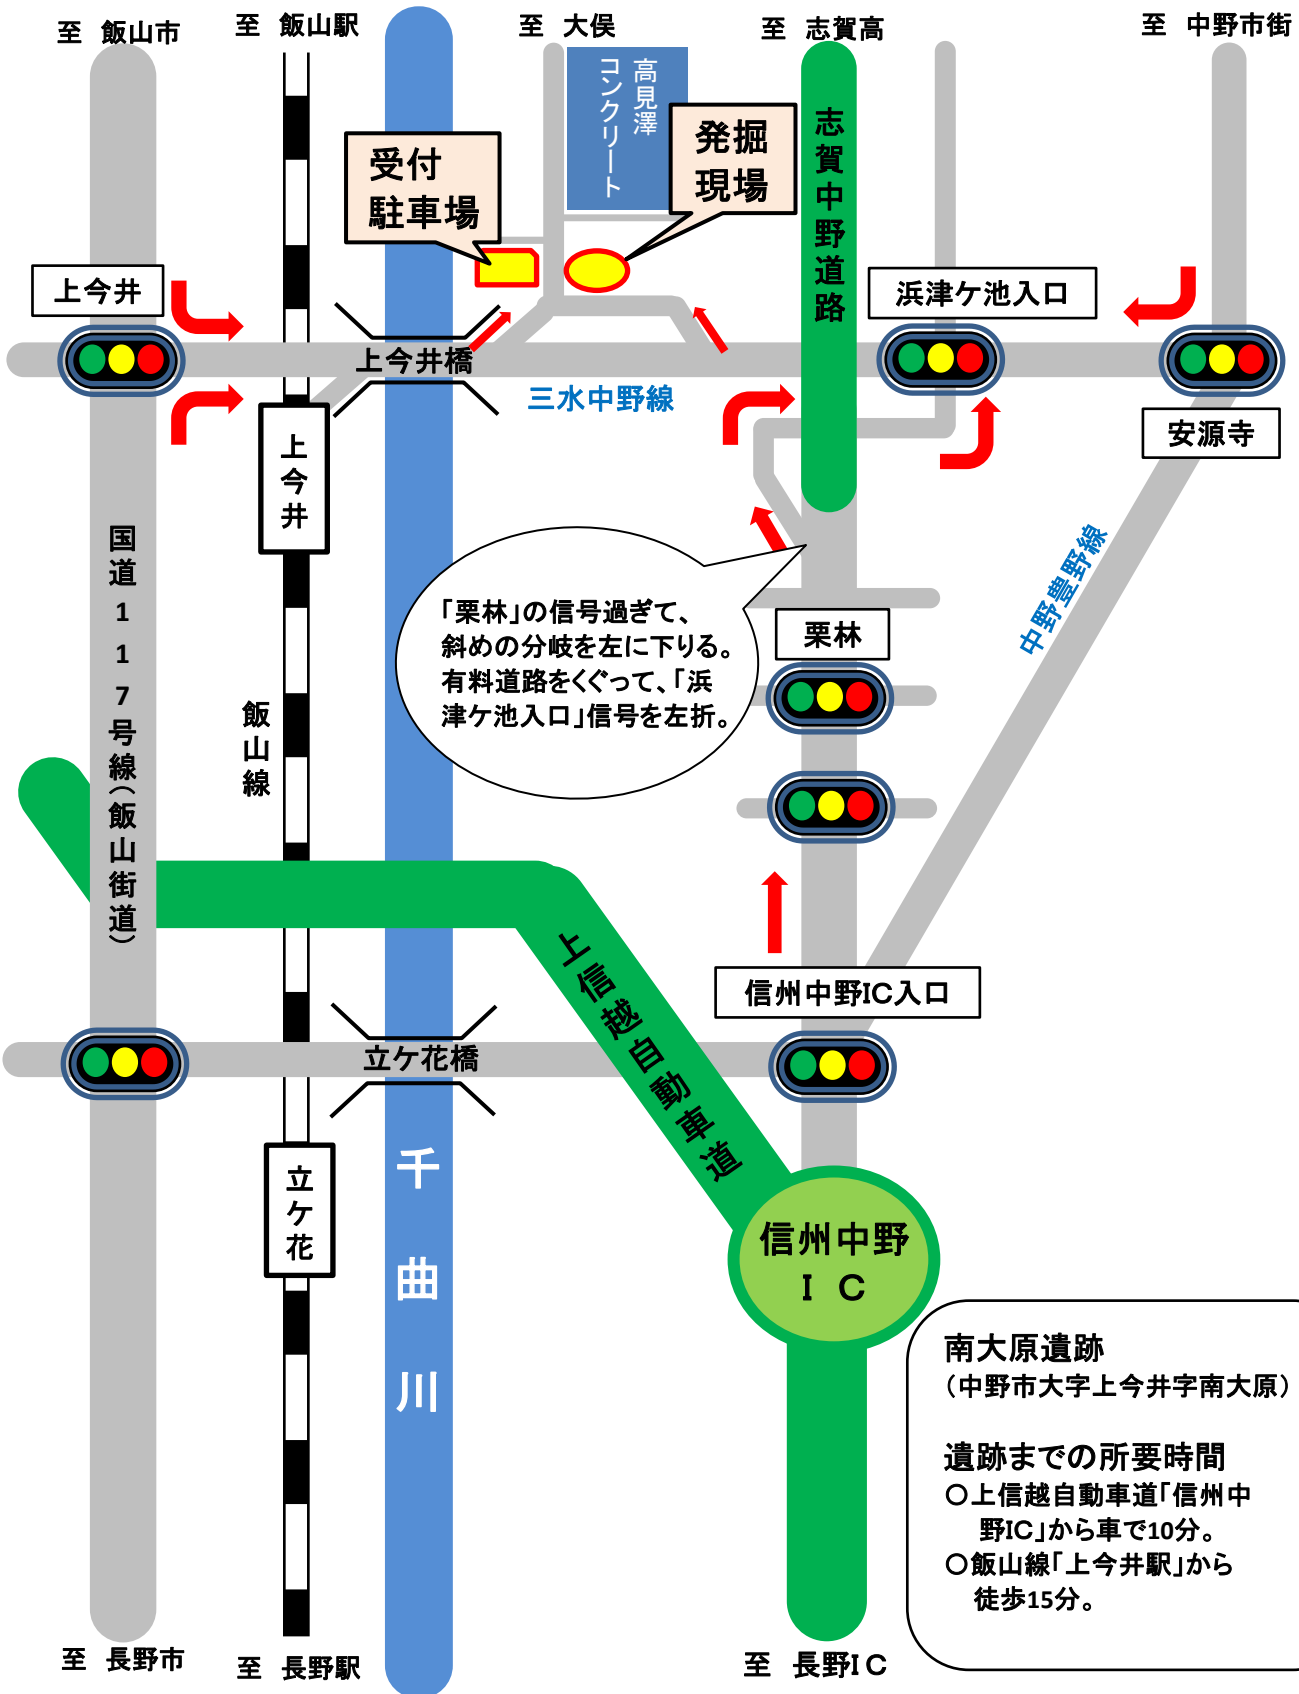 至 飯山市
至 飯山駅
至 大俣
至 志賀高
至 中野市街
高見澤
コンクリート
発掘
現場
受付
駐車場
志賀中野道路
上今井
浜津ケ池入口
上今井橋
三水中野線
安源寺
上今井
国道117号線（飯山街道）
飯山線
中野豊野線
「栗林」の信号過ぎて、
斜めの分岐を左に下りる。
有料道路をくぐって、「浜
津ケ池入口」信号を左折。
栗林
上信越自動車道
信州中野IC入口
立ケ花橋
立ケ花
千曲川
信州中野
IC
南大原遺跡
（中野市大字上今井字南大原）
遺跡までの所要時間
○上信越自動車道「信州中
野IC」から車で10分。
○飯山線「上今井駅」から
徒歩15分。
至 長野市
至 長野駅
至 長野IC